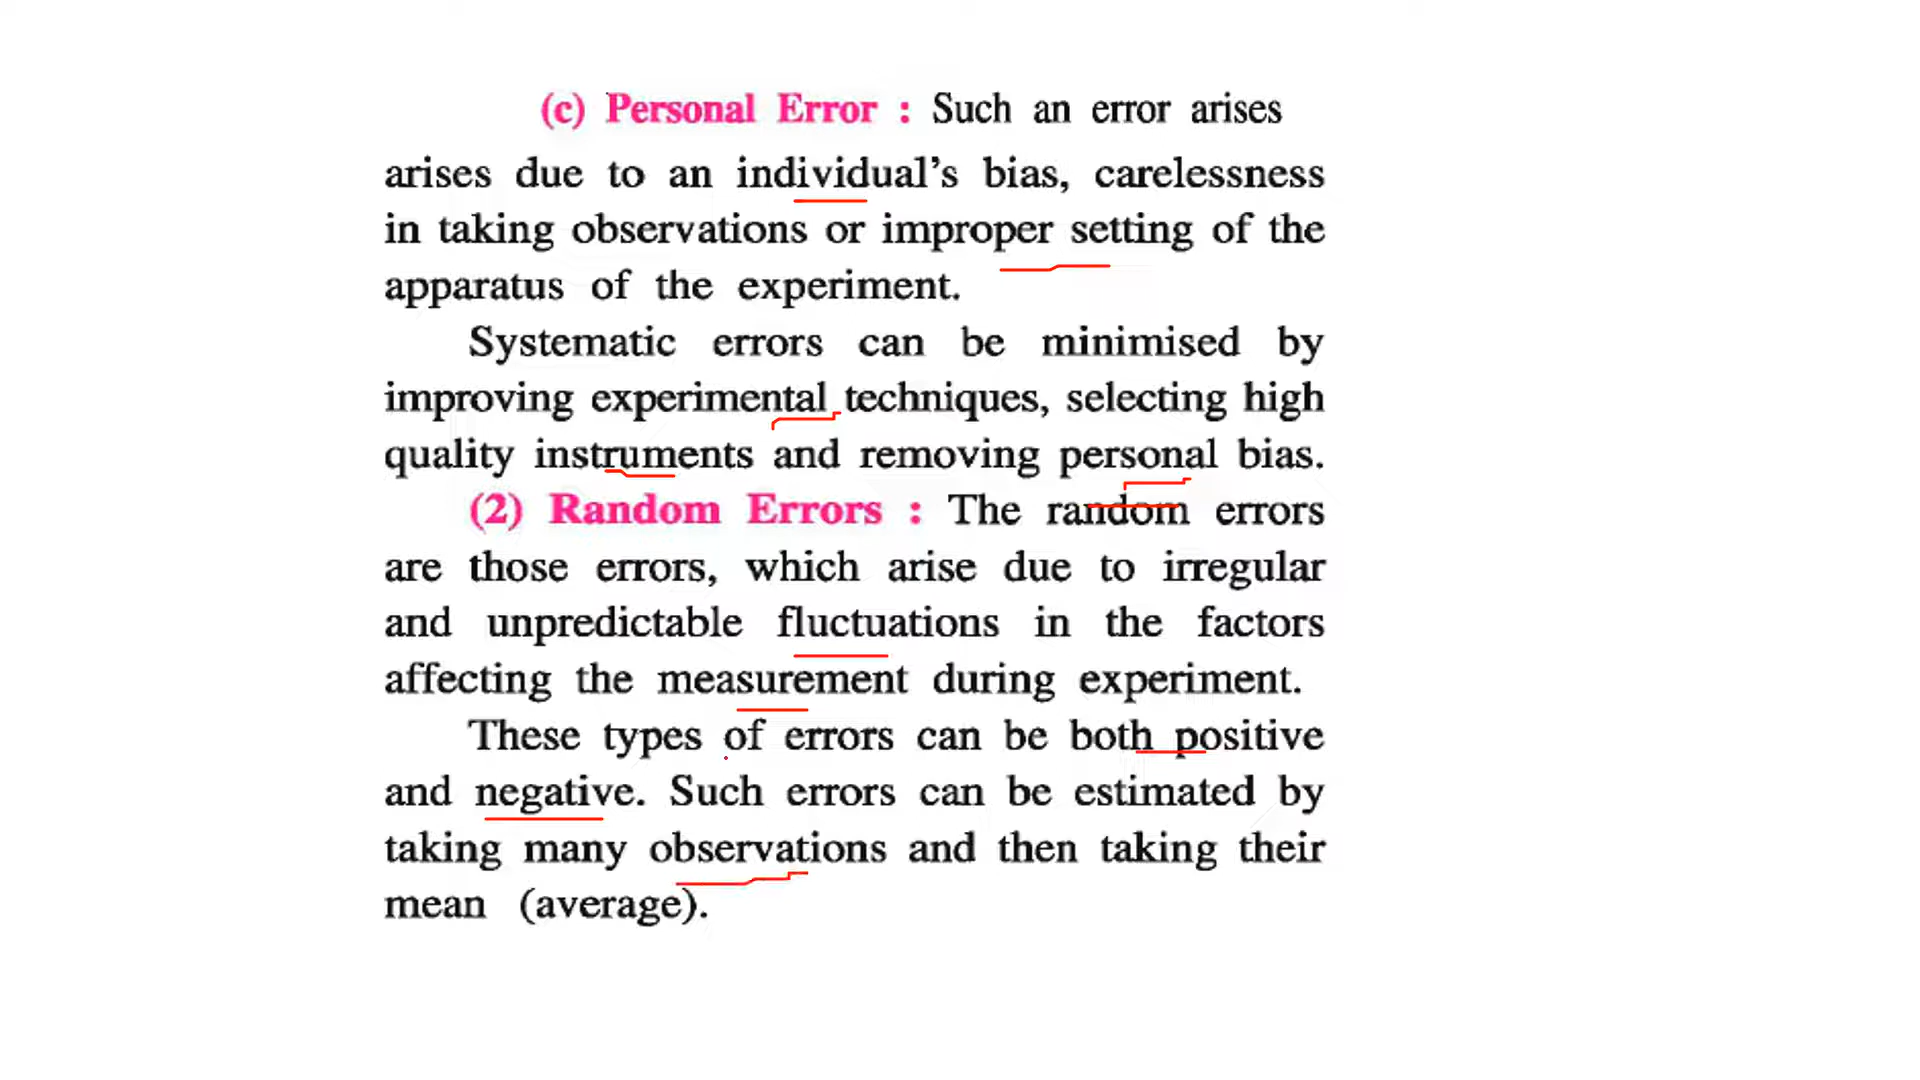 (c) Personal Error : Such an error arises
arises due to an individual’s bias, carelessness
in taking observations or improper setting of the
apparatus of the experiment.
Systematic errors can be minimised by
improving experimental techniques, selecting high
quality instruments and removing personal bias.
(2) Random Errors : The random errors
are those errors, which arise due to irregular
and unpredictable fluctuations in the factors
affecting the measurement during experiment.
These types of errors can be both positive
and negative. Such errors can be estimated by
taking many observations and then taking their
mean (average).